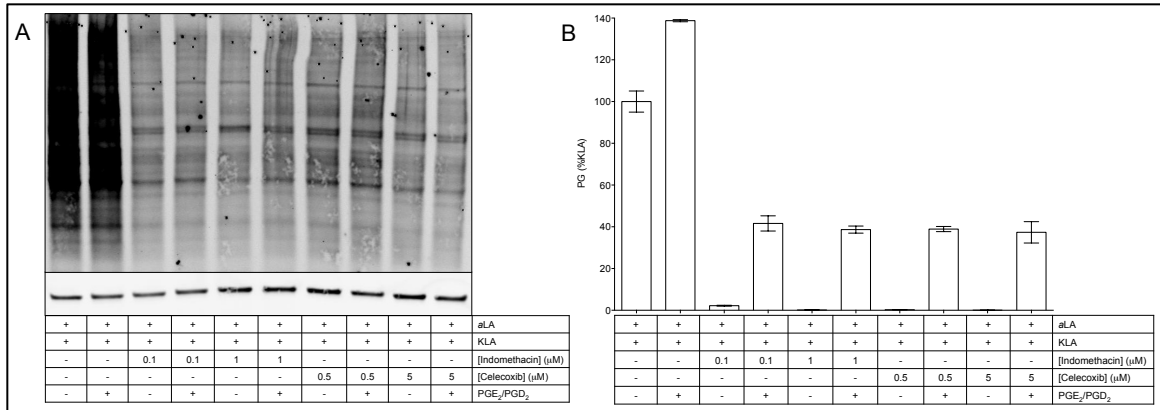 A
+ + + + + + + + + + aLA
+ + + + + + + + + + KLA
- - 0.1 0.1 1 1 - - - - [Indomethacin] (μM)
- - - - - - 0.5 0.5 5 5 [Celecoxib] (μM)
- + - + - + - + - + PGE2/PGD2
B
PG (%KLA)
140
120
100
80
60
40
20
0
+ + + + + + + + + + aLA
+ + + + + + + + + + KLA
- - 0.1 0.1 1 1 - - - - [Indomethacin] (μM)
- - - - - - 0.5 0.5 5 5 [Celecoxib] (μM)
- + - + - + - + - + PGE2/PGD2